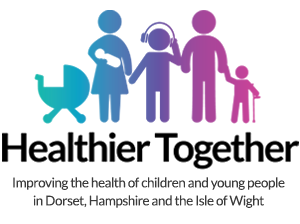 Healthier Together
Improving the health of children and young people
in Dorset, Hampshire and the Isle of Wight